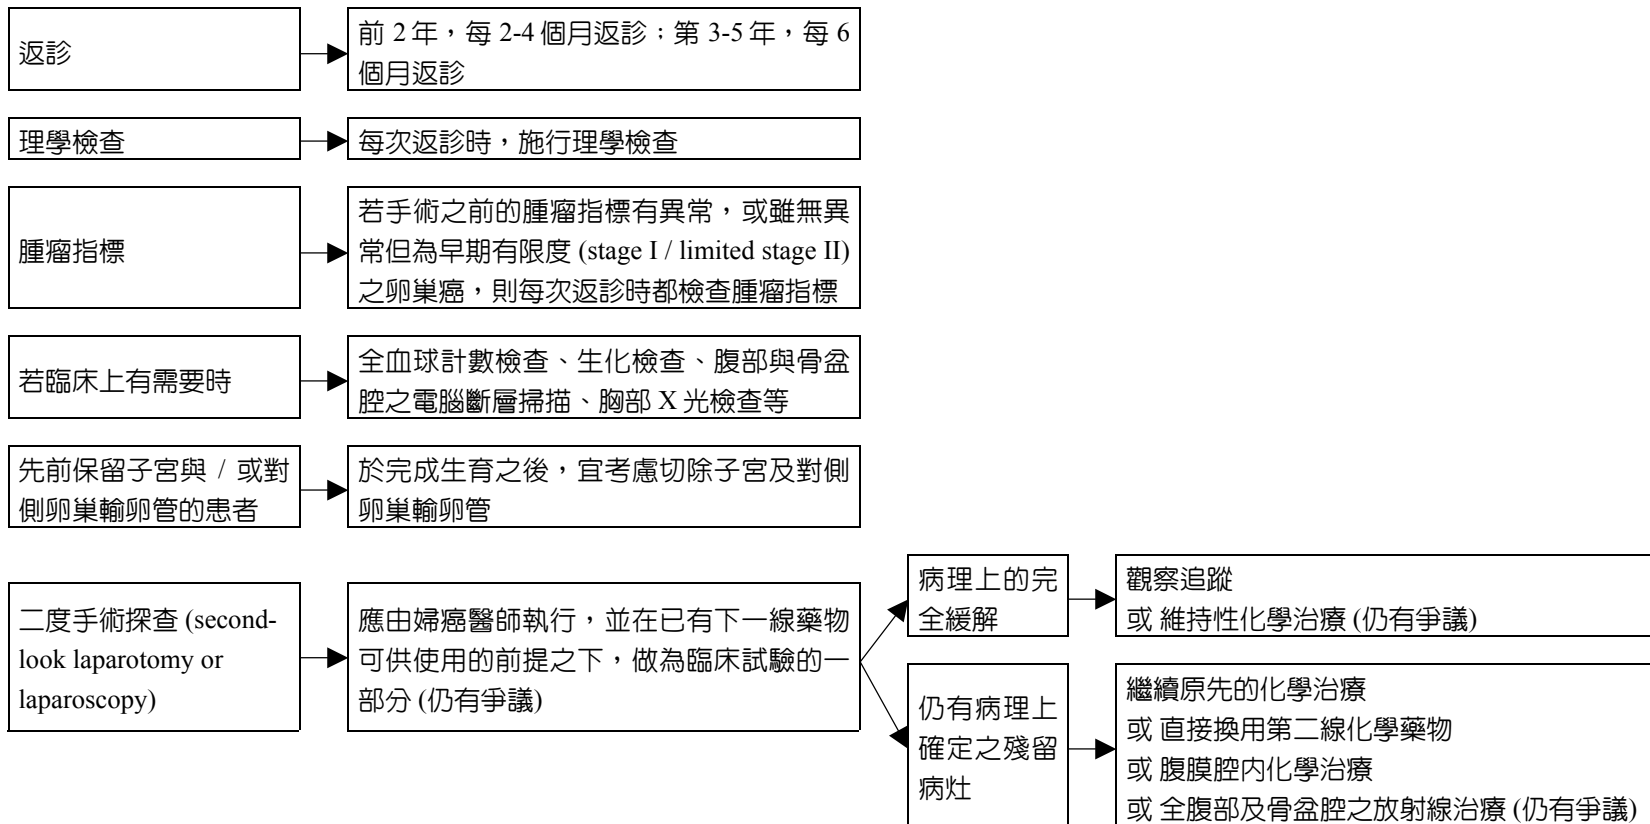 返診
前 2 年，每 2-4 個月返診；第 3-5 年，每 6
個月返診
理學檢查
每次返診時，施行理學檢查
腫瘤指標
若手術之前的腫瘤指標有異常，或雖無異
常但為早期有限度 (stage I / limited stage II)
之卵巢癌，則每次返診時都檢查腫瘤指標
若臨床上有需要時
全血球計數檢查、生化檢查、腹部與骨盆
腔之電腦斷層掃描、胸部 X 光檢查等
先前保留子宮與 / 或對
側卵巢輸卵管的患者
於完成生育之後，宜考慮切除子宮及對側
卵巢輸卵管
二度手術探查 (second-
look laparotomy or
laparoscopy)
應由婦癌醫師執行，並在已有下一線藥物
可供使用的前提之下，做為臨床試驗的一
部分 (仍有爭議)
病理上的完
全緩解
觀察追蹤
或 維持性化學治療 (仍有爭議)
仍有病理上
確定之殘留
病灶
繼續原先的化學治療
或 直接換用第二線化學藥物
或 腹膜腔內化學治療
或 全腹部及骨盆腔之放射線治療 (仍有爭議)